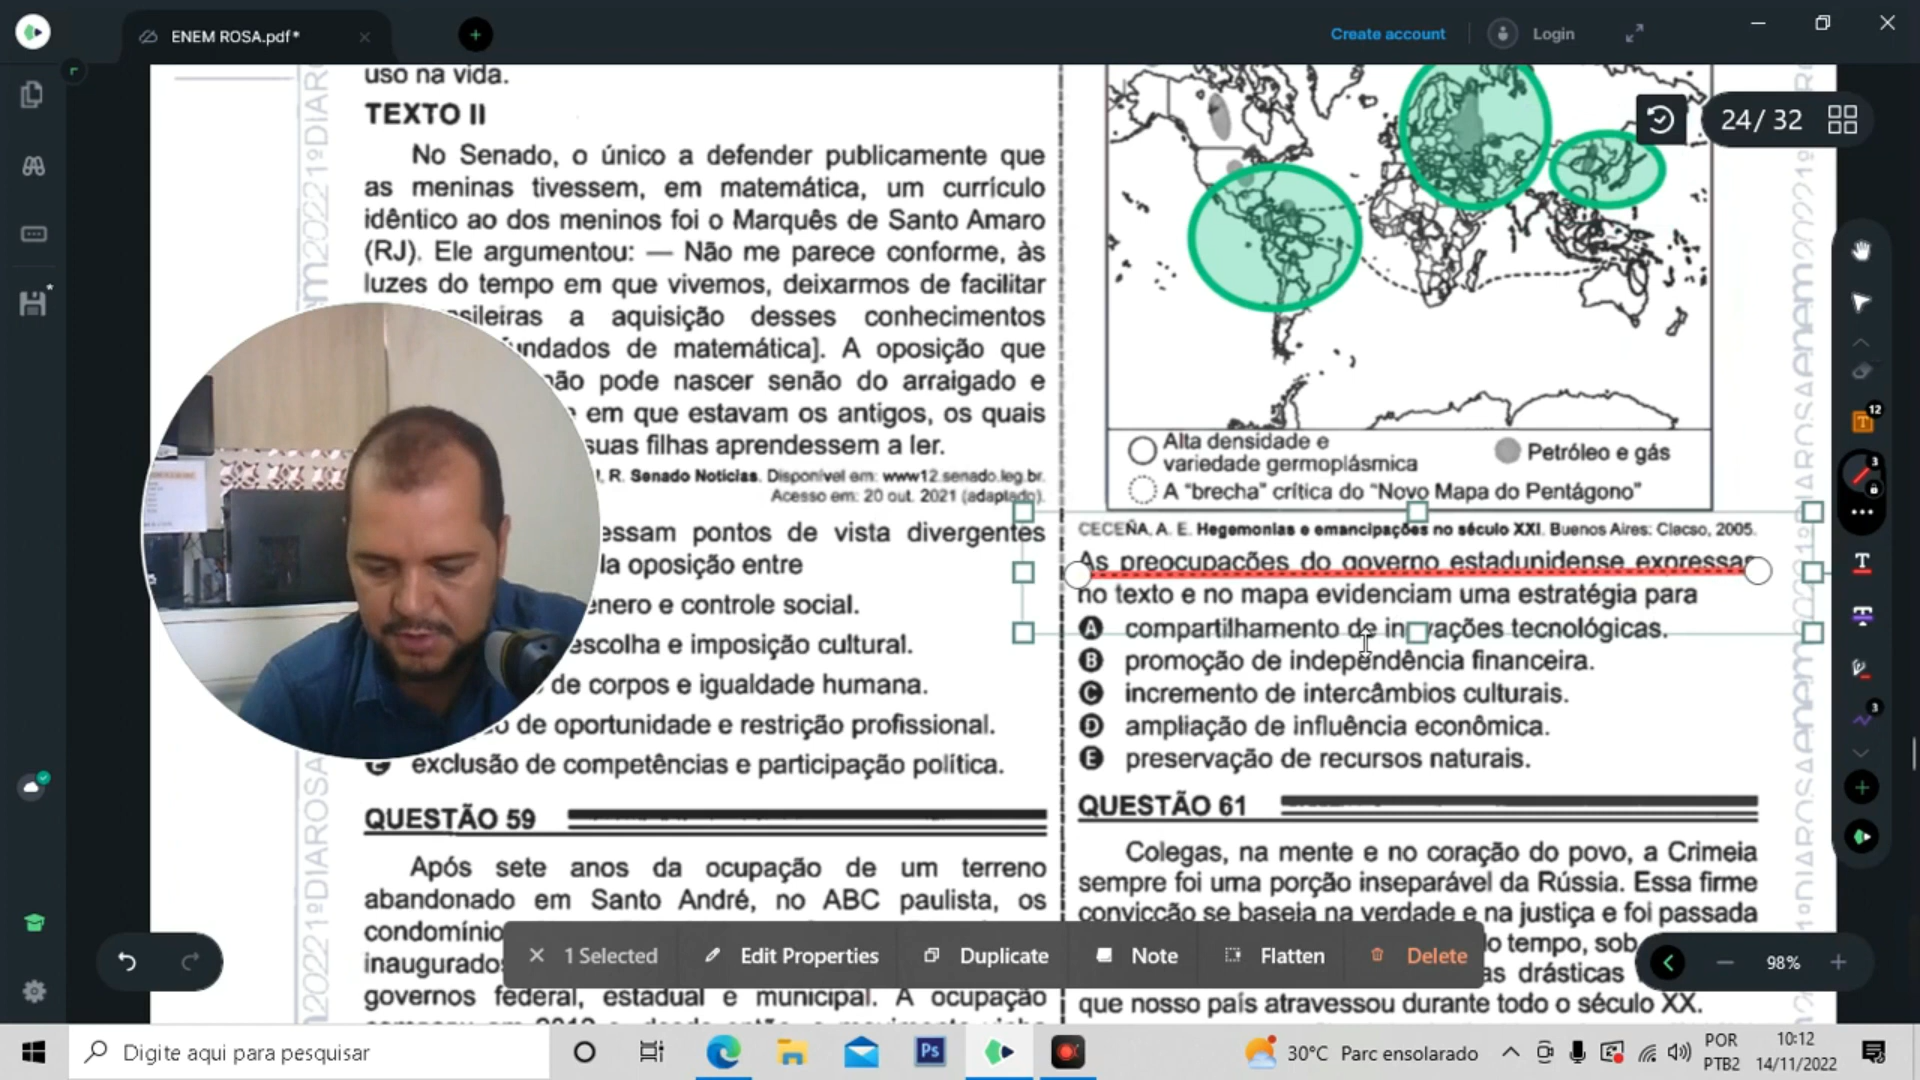 ENEM ROSA.pdf*
Create account
Login
24/ 32
uso na vida.
TEXTO II
No Senado, o único a defender publicamente que
as meninas tivessem, em matemática, um currículo
idêntico ao dos meninos foi o Marquês de Santo Amaro
(RJ). Ele argumentou: — Não me parece conforme, às
luzes do tempo em que vivemos, deixarmos de facilitar
sileiras a aquisição desses conhecimentos
undados de matemática]. A oposição que
não pode nascer senão do arraigado e
em que estavam os antigos, os quais
suas filhas aprendessem a ler.
R. Senado Notícias. Disponível em: www12.senado.leg.br.
Acesso em: 20 out. 2021 (adaptado).
essam pontos de vista divergentes
la oposição entre
ênero e controle social.
escolha e imposição cultural.
de corpos e igualdade humana.
o de oportunidade e restrição profissional.
E exclusão de competências e participação política.
QUESTÃO 59
Após sete anos da ocupação de um terreno
abandonado em Santo André, no ABC paulista, os
condomínio
inaugurados
governos federal, estadual e municipal. A ocupação
Alta densidade e
variedade germoplásmica
Petróleo e gás
A “brecha” crítica do “Novo Mapa do Pentágono”
CECEÑA, A. E. Hegemonias e emancipações no século XXI. Buenos Aires: Clacso, 2005.
As preocupações do governo estadunidense expressas
no texto e no mapa evidenciam uma estratégia para
A compartilhamento de inovações tecnológicas.
B promoção de independência financeira.
C incremento de intercâmbios culturais.
D ampliação de influência econômica.
E preservação de recursos naturais.
QUESTÃO 61
Colegas, na mente e no coração do povo, a Crimeia
sempre foi uma porção inseparável da Rússia. Essa firme
convicção se baseia na verdade e na justiça e foi passada
lo tempo, sob
as drásticas
que nosso país atravessou durante todo o século XX.
1 Selected
Edit Properties
Duplicate
Note
Flatten
Delete
98%
12
3
3
Digite aqui para pesquisar
Ps
30°C Parc ensolarado
POR
PTB2
10:12
14/11/2022